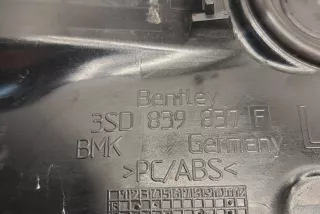 Bentley
3SD 839 837 F
BMK Germany
>PC/ABS<
L